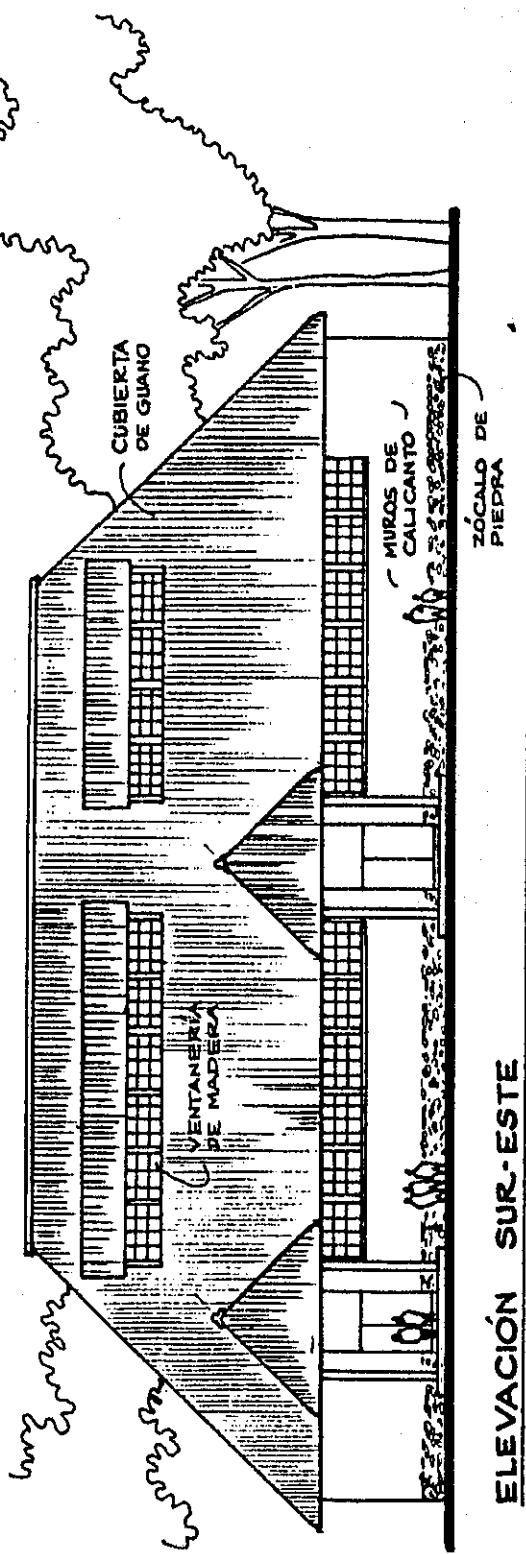 CUBIERTA
DE GUANO
VENTANERÍA
DE MADERA
MUROS DE
CALICANTO
ZÓCALO DE
PIEDRA
ELEVACIÓN SUR-ESTE